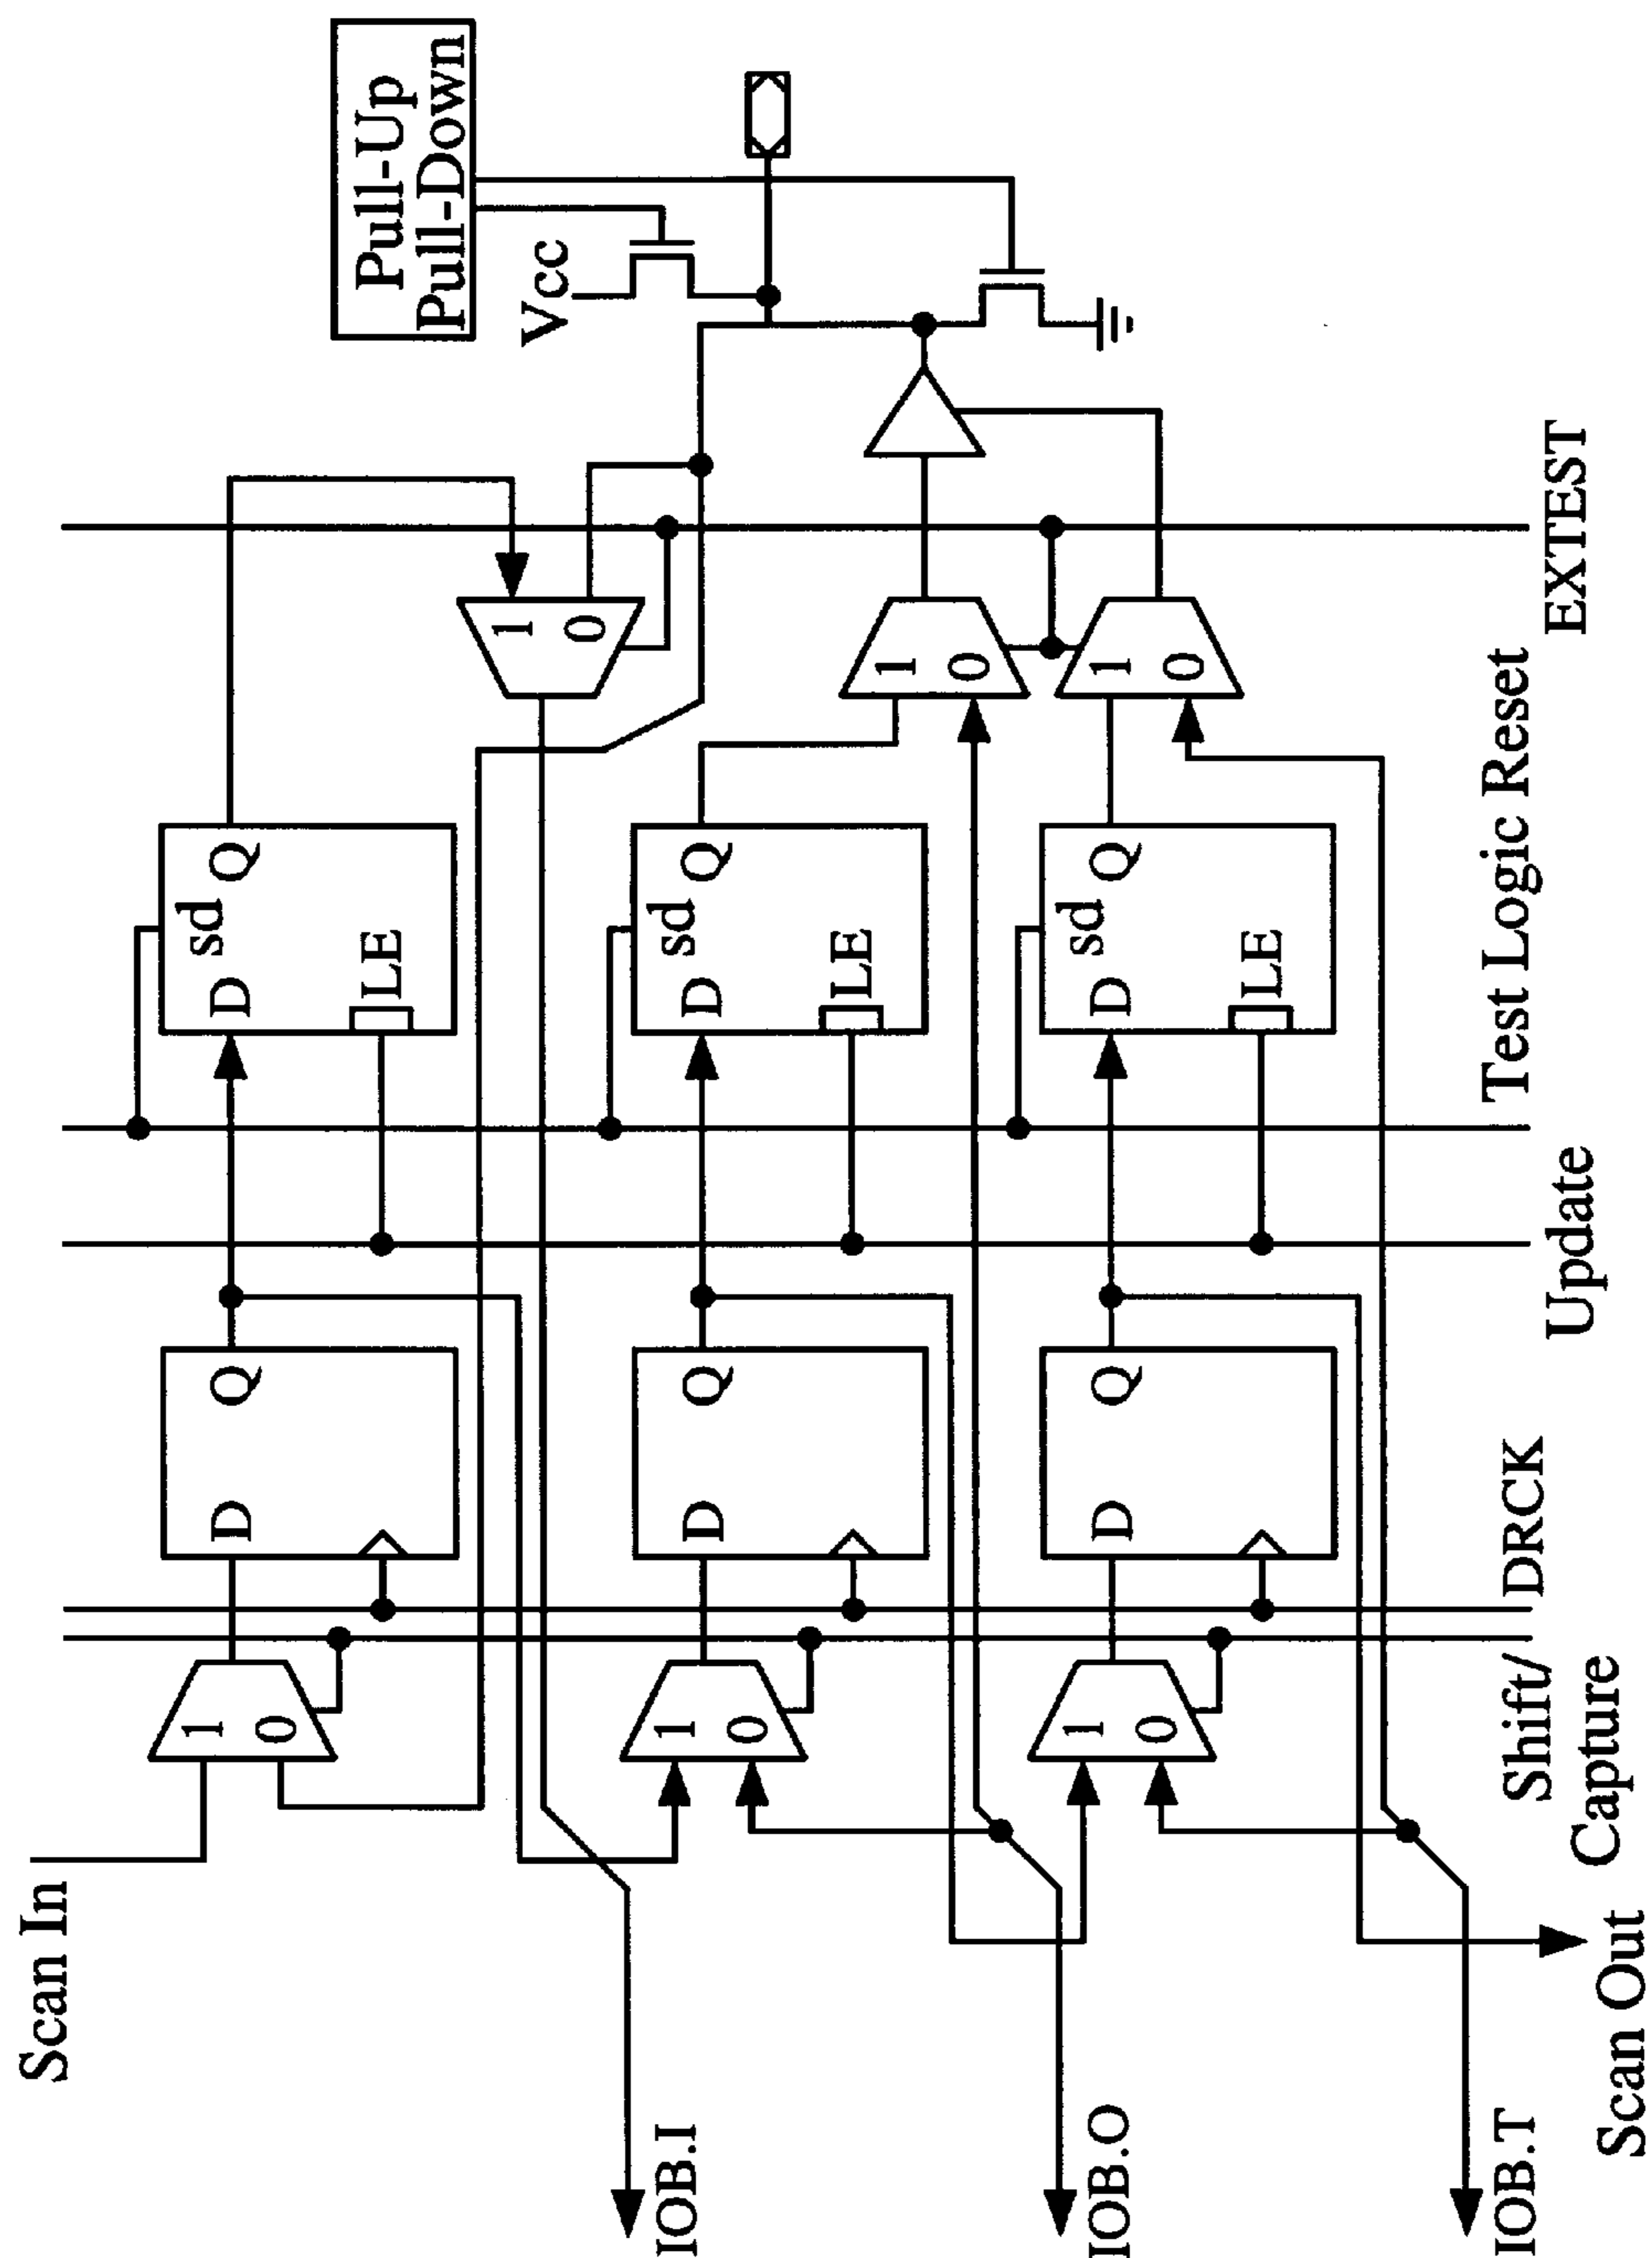 Scan In
1
0
D
Q
D
sd
Q
LE
1
0
Vcc
Pull-Up
Pull-Down
IOB.I
1
0
D
Q
D
sd
Q
LE
1
0
IOB.O
1
0
D
Q
D
sd
Q
LE
1
0
IOB.T
Scan Out
Shift/
Capture
DRCK
Update
Test Logic Reset
EXTEST